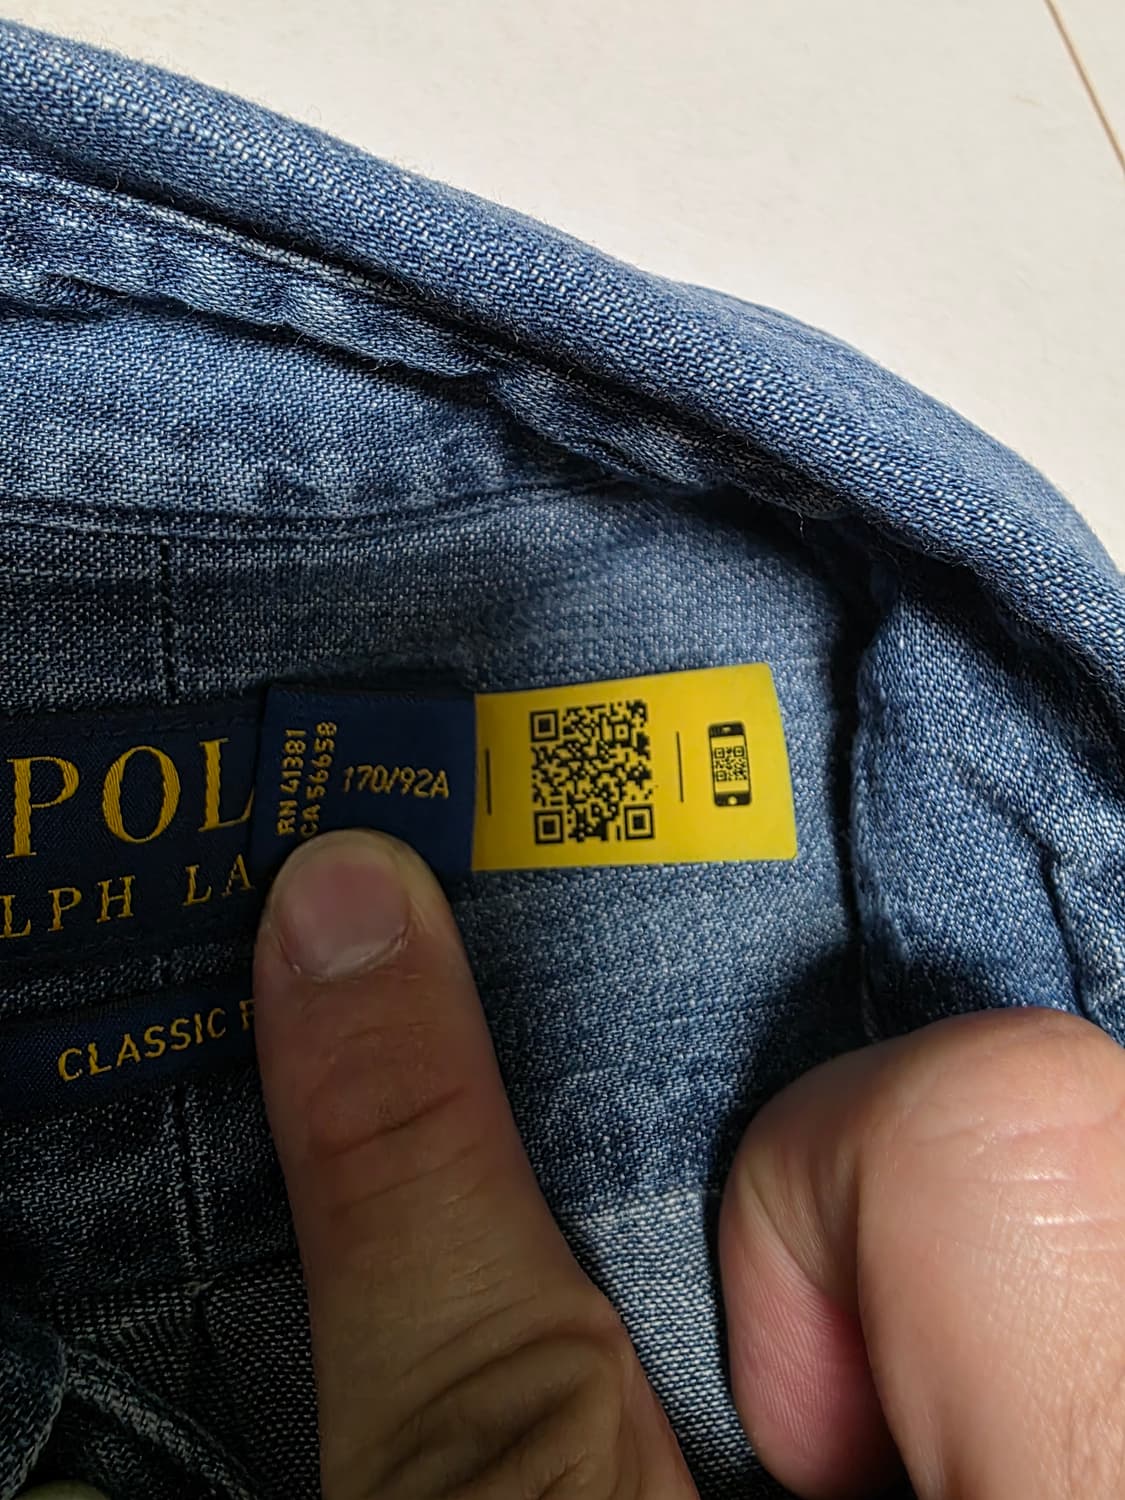 POL
LPH LA
CLASSIC F
RN 41381
CA 56658
170/92A